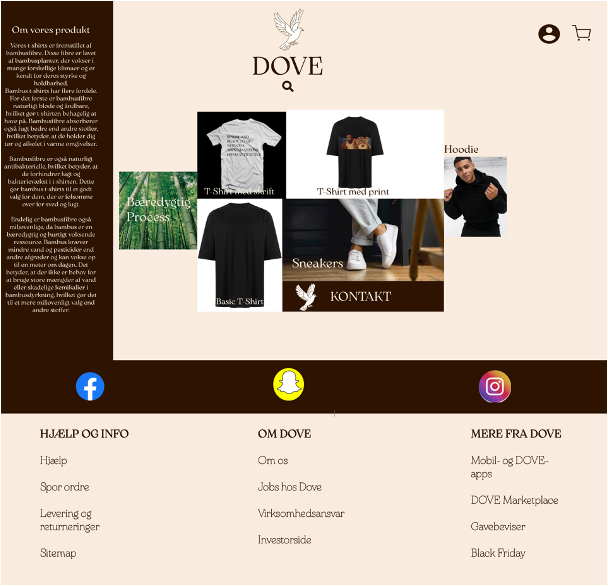 Om vores produkt
Vores t-shirts er fremstillet af
bambusfibre. Disse fibre er lavet
af bambusplanter, der vokser i
mange forskellige klimaer og er
kendt for deres styrke og
holdbarhed.
Bambus t-shirts har flere fordele.
For det første er bambusfibre
naturligt bløde og åndbare,
hvilket gør t-shirten behagelig at
have på. Bambusfibre absorberer
også fugt bedre end andre stoffer,
hvilket betyder, at de holder dig
tør og afkølet i varme omgivelser.
Bambusfibre er også naturligt
antibakterielle, hvilket betyder, at
de forhindrer lugt og
bakterievækst i t-shirten. Dette
gør bambus t-shirts til et godt
valg for dem, der er følsomme
over for sved og lugt.
Endelig er bambusfibre også
miljøvenlige, da bambus er en
bæredygtig og hurtigt voksende
ressource. Bambus kræver
mindre vand og pesticider end
andre afgrøder og kan vokse op
til en meter om dagen. Det
betyder, at der ikke er behov for
at bruge store mængder af vand
eller skadelige kemikalier i
bambusdyrkning, hvilket gør det
til et mere miljøvenligt valg end
andre stoffer.
DOVE
T-Shirt med skrift
T-Shirt med print
Hoodie
Bæredygtig
Process
Basic T-Shirt
Sneakers
KONTAKT
HJÆLP OG INFO
Hjælp
Spor ordre
Levering og
returneringer
Sitemap
OM DOVE
Om os
Jobs hos Dove
Virksomhedsansvar
Investorside
MERE FRA DOVE
Mobil- og DOVE-
apps
DOVE Marketplace
Gavebeviser
Black Friday